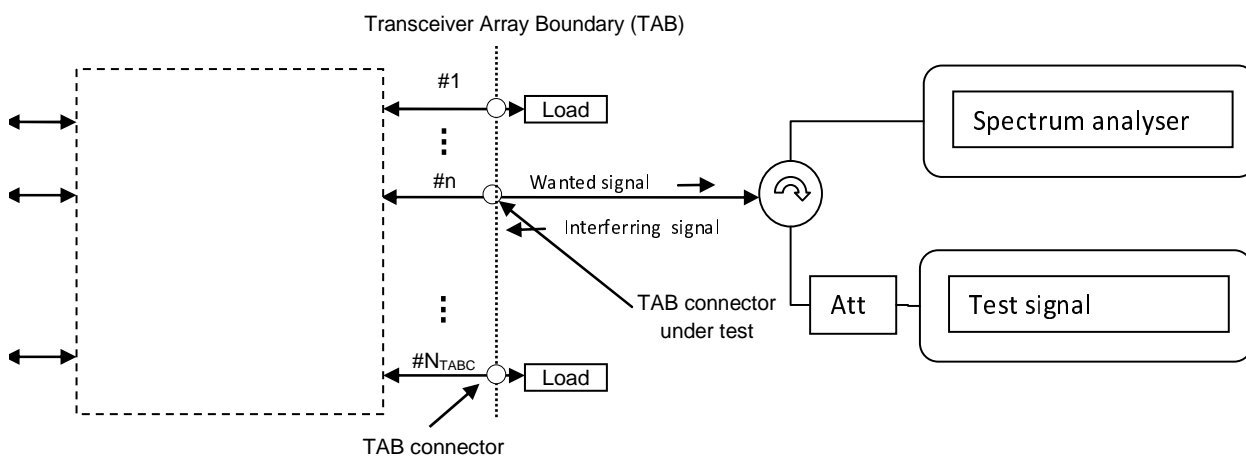 Transceiver Array Boundary (TAB)
#1
Load
Spectrum analyser
#n
Wanted signal
Interferring signal
TAB connector
under test
Att
Test signal
#NTABC
Load
TAB connector